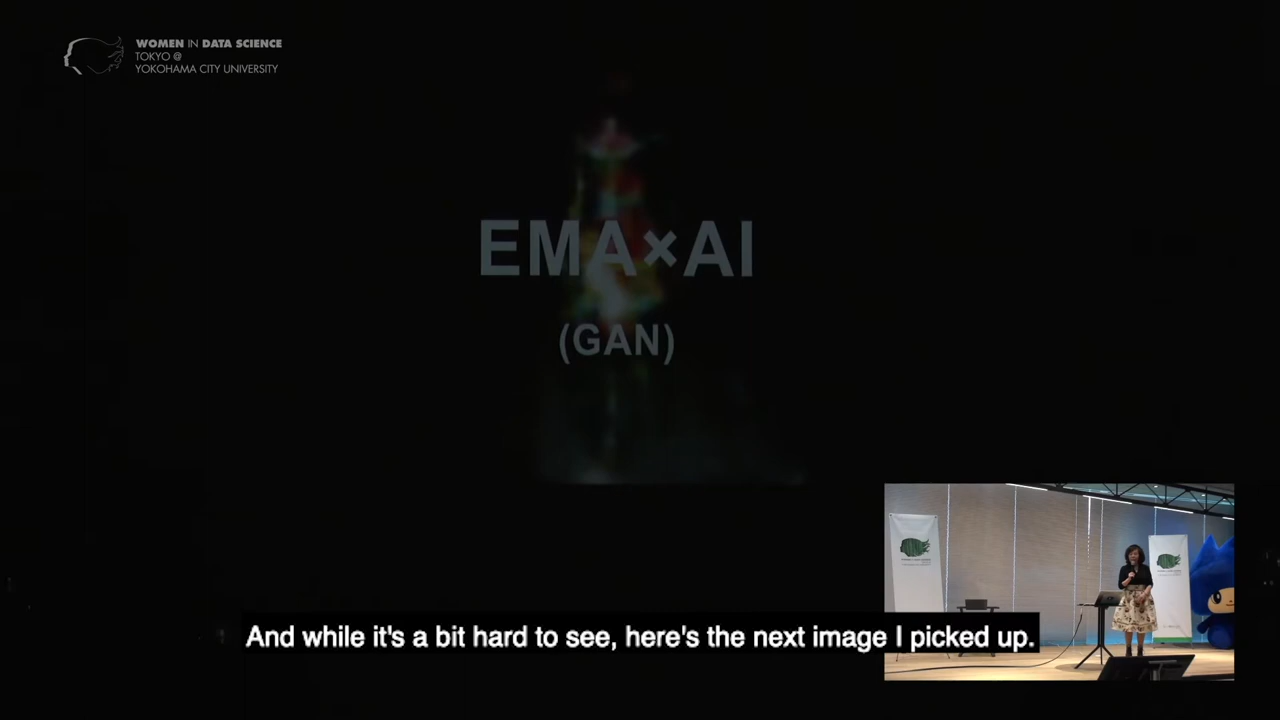 WOMEN IN DATA SCIENCE
TOKYO @
YOKOHAMA CITY UNIVERSITY
EMA×AI
(GAN)
And while it's a bit hard to see, here's the next image I picked up.